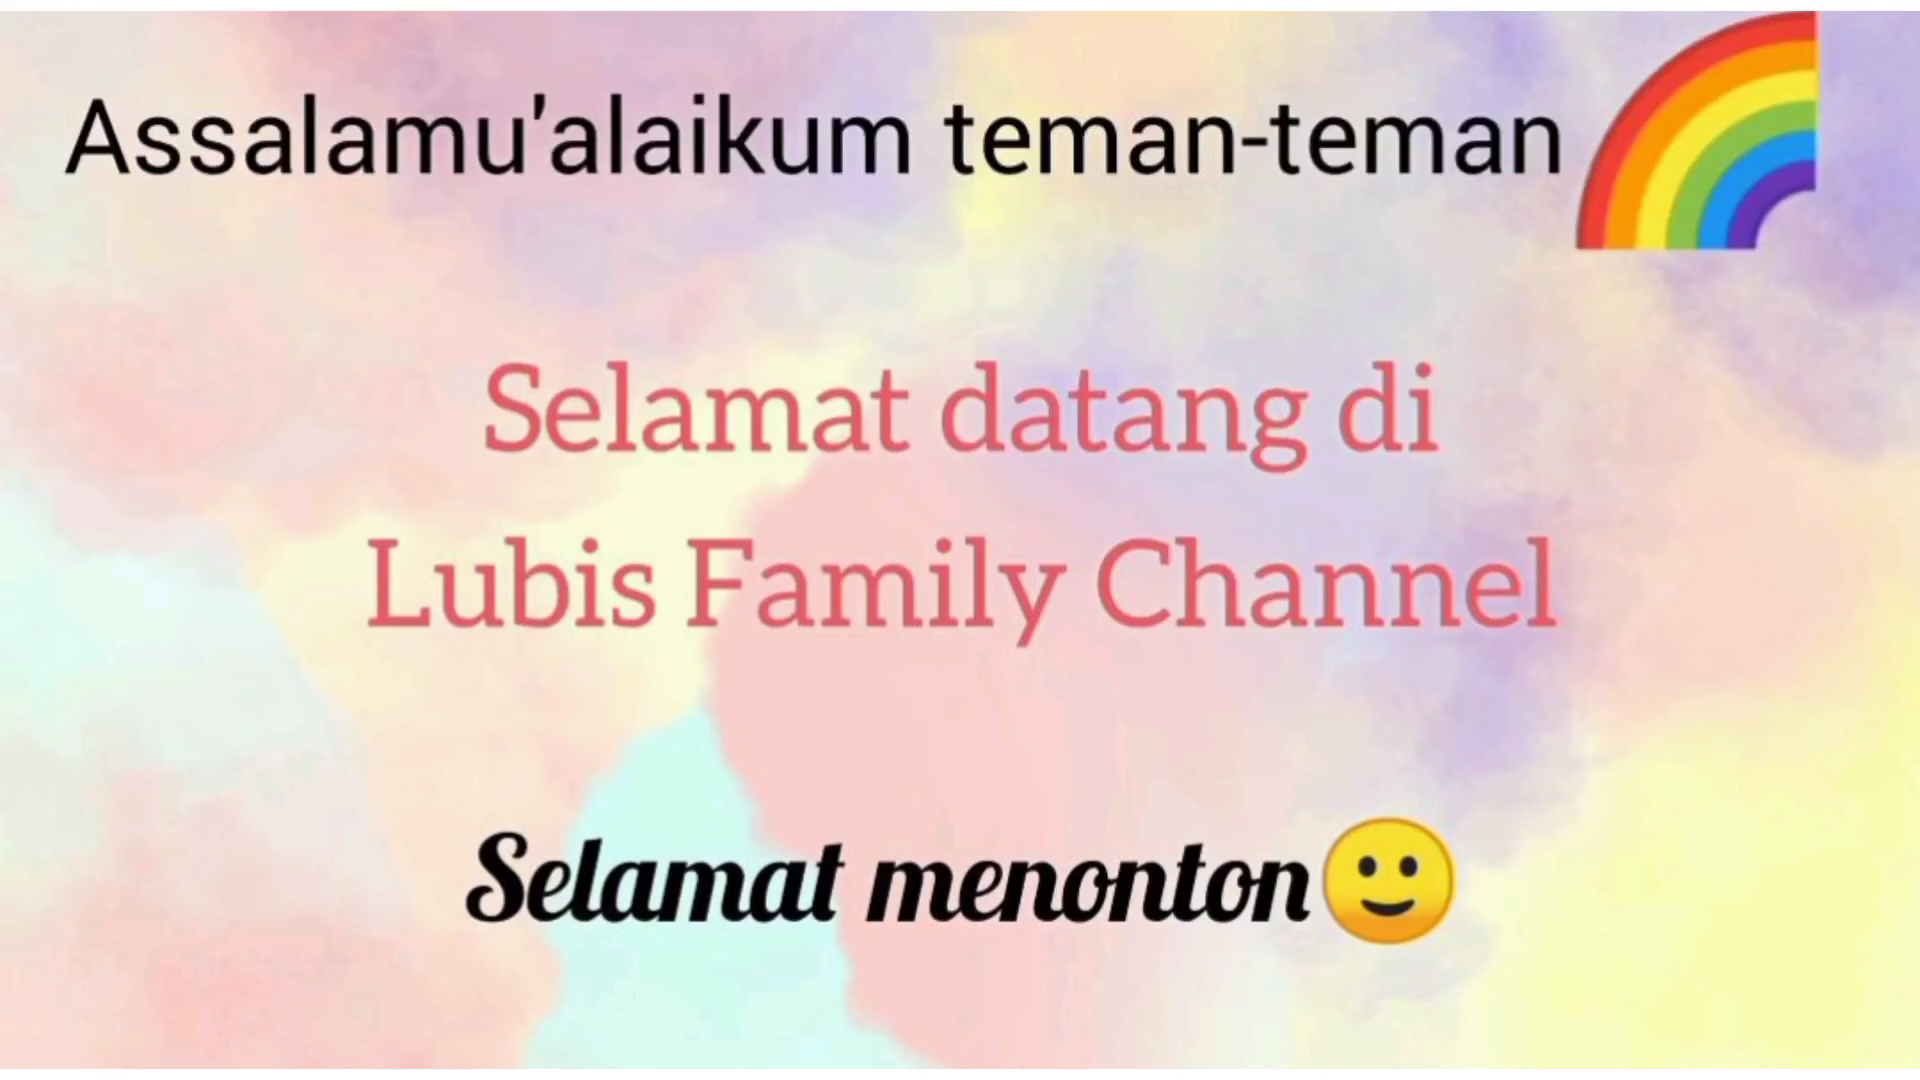 Assalamu'alaikum teman-teman🌈
Selamat datang di
Lubis Family Channel
Selamat menonton🙂